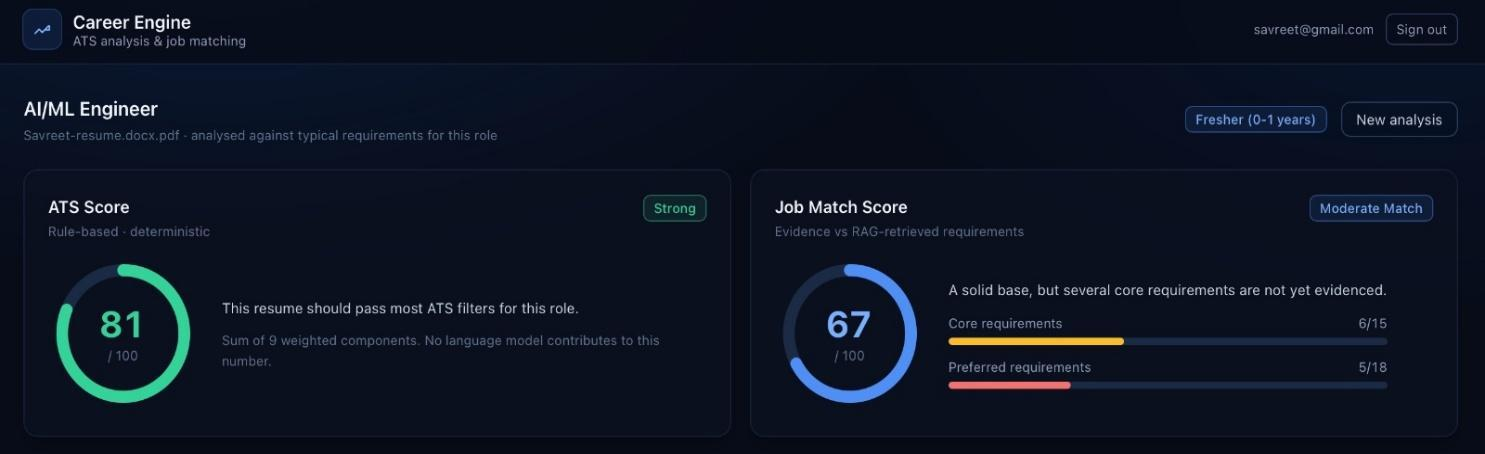 Career Engine
ATS analysis & job matching
savreet@gmail.com
Sign out
AI/ML Engineer
Savreet-resume.docx.pdf · analysed against typical requirements for this role
Fresher (0-1 years)
New analysis
ATS Score
Strong
Rule-based · deterministic
81
/ 100
This resume should pass most ATS filters for this role.
Sum of 9 weighted components. No language model contributes to this
number.
Job Match Score
Moderate Match
Evidence vs RAG-retrieved requirements
67
/ 100
A solid base, but several core requirements are not yet evidenced.
Core requirements 6/15
Preferred requirements 5/18